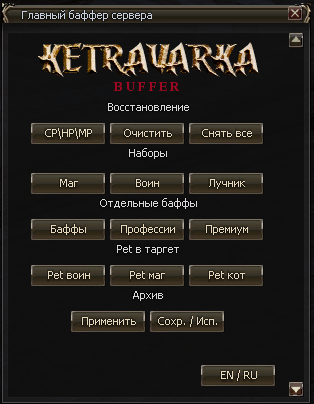 Главный баффер сервера
KETRAWARKA
BUFFER
Восстановление
CP\HP\MP Очистить Снять все
Наборы
Маг Воин Лучник
Отдельные баффы
Баффы Профессии Премиум
Pet в таргет
Pet воин Pet маг Pet кот
Архив
Применить Сохр. / Исп.
EN / RU